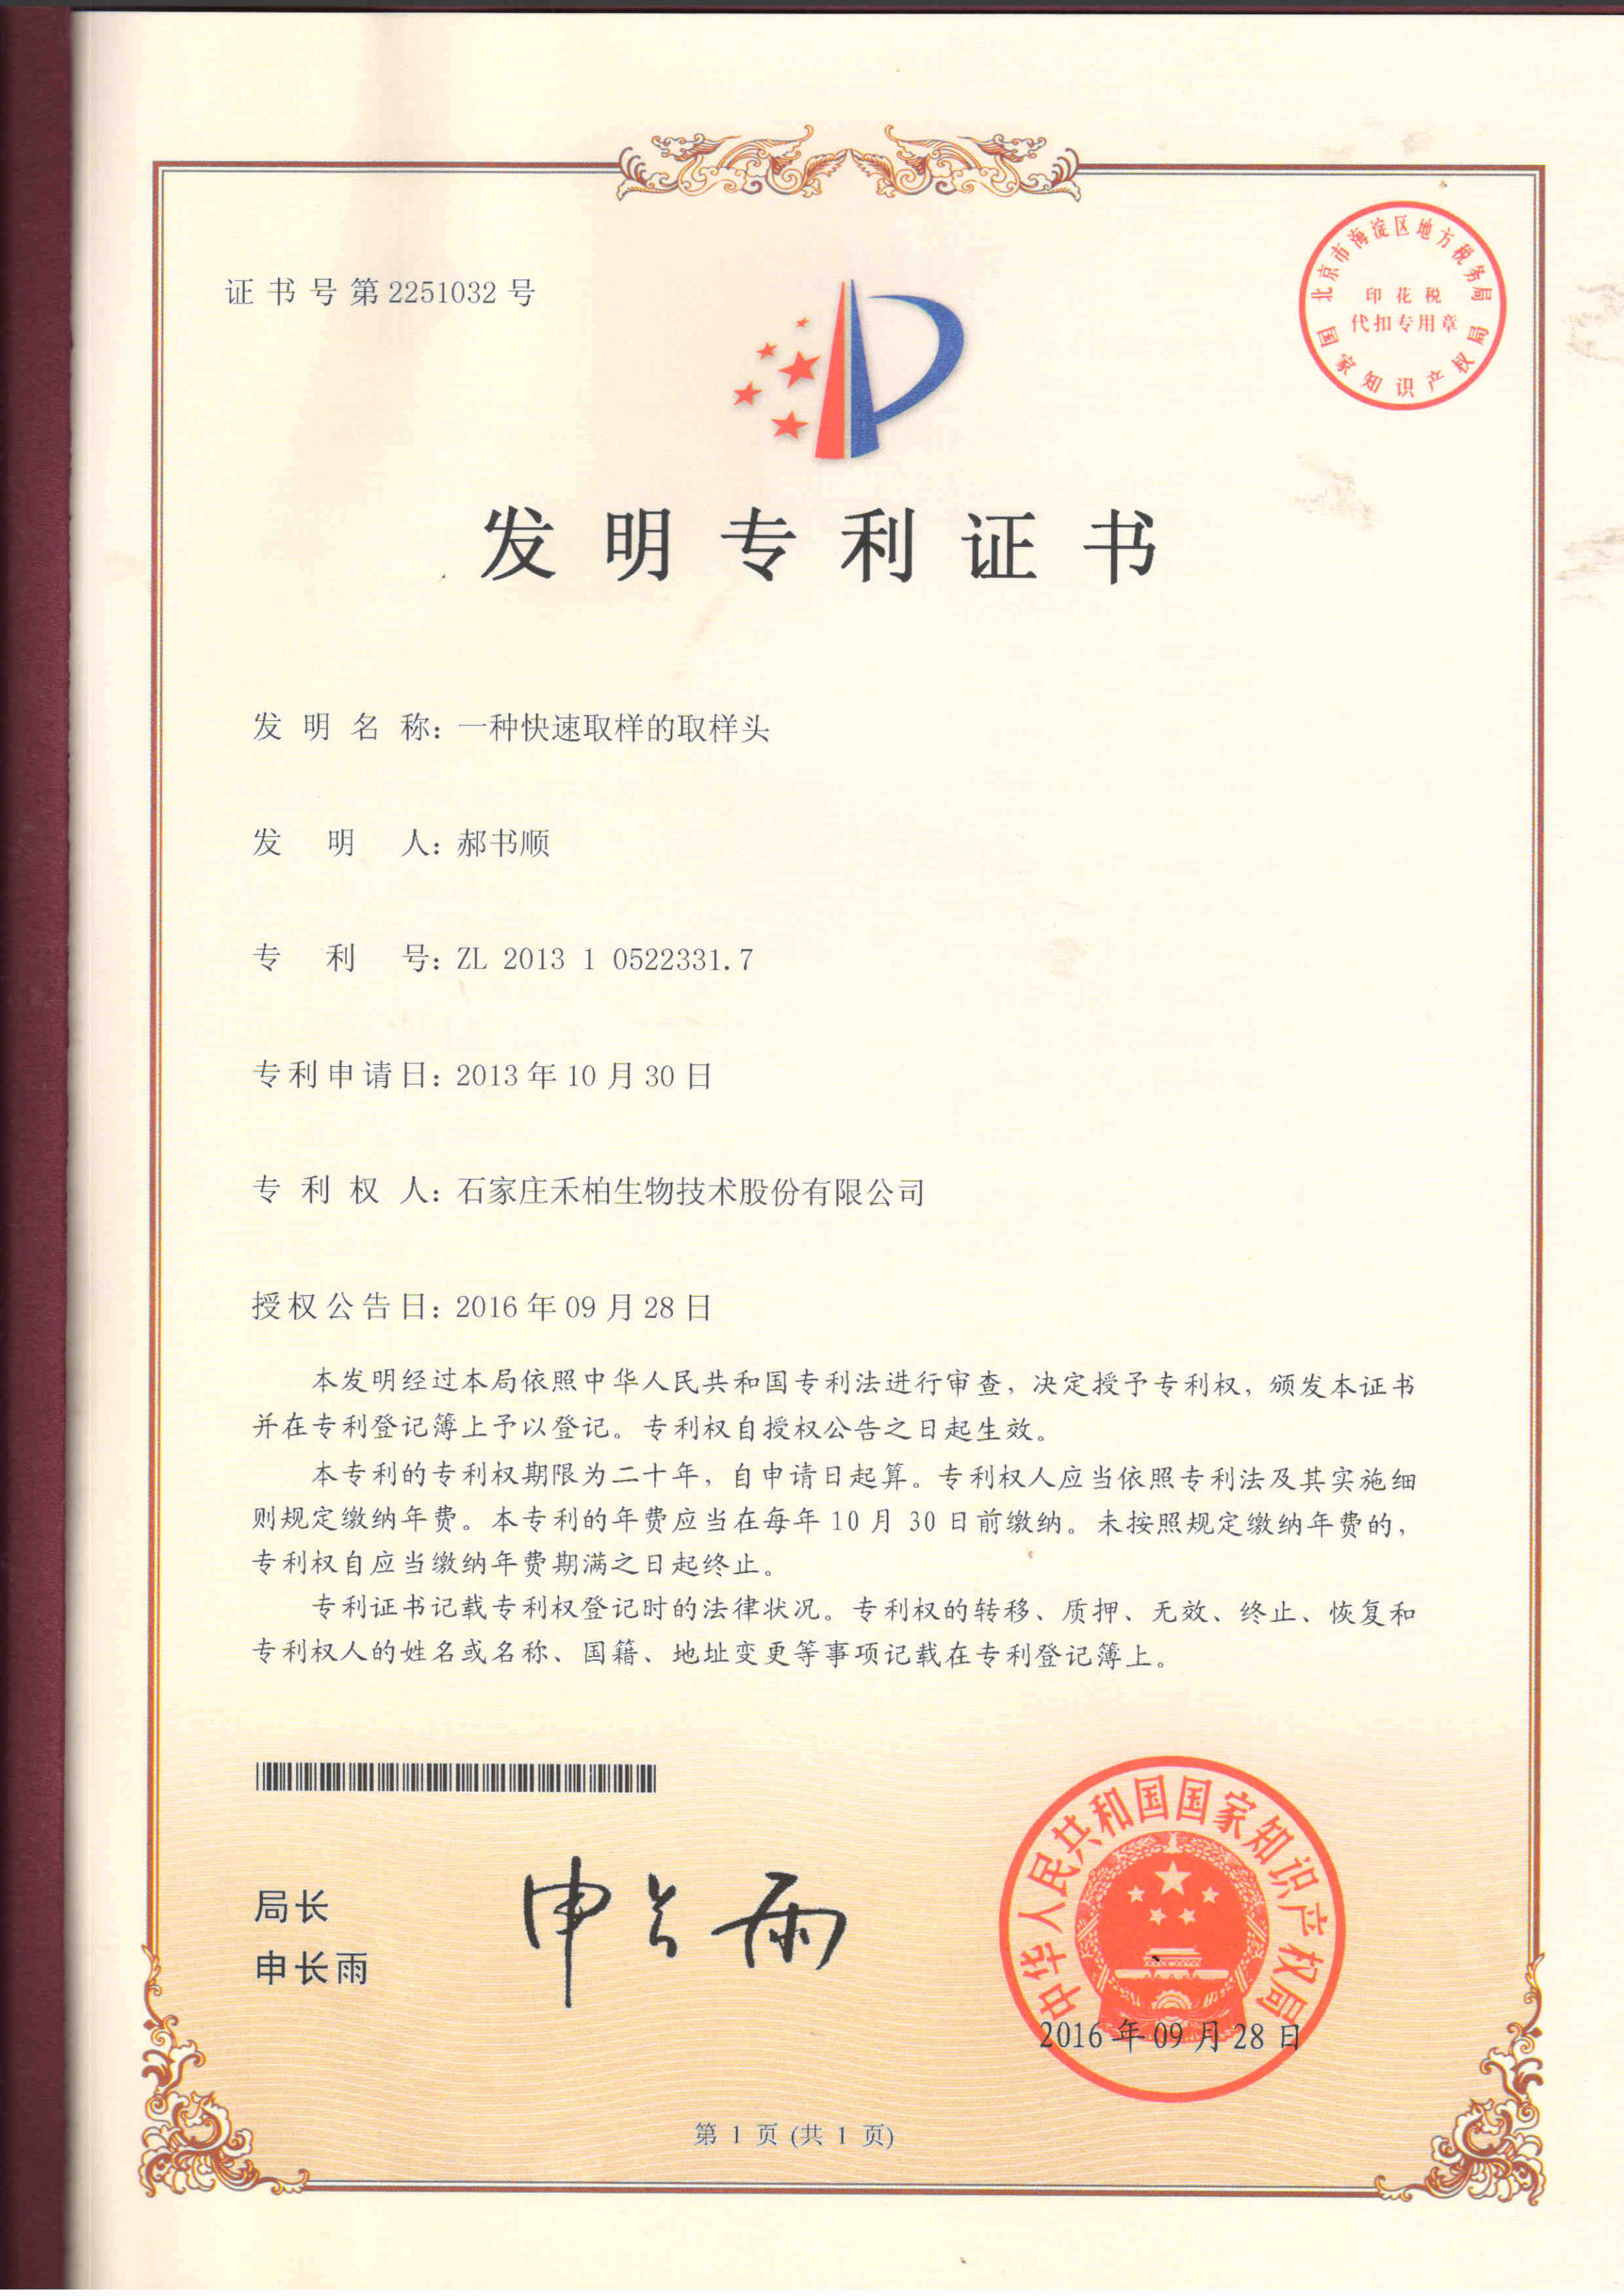 证书号第2251032号
北京市海淀区地方税务局
印花税
代扣专用章
国家知识产权局
发明专利证书
发明名称：一种快速取样的取样头
发明人：郝书顺
专利号：ZL 2013 1 0522331.7
专利申请日：2013年10月30日
专利权人：石家庄禾柏生物技术股份有限公司
授权公告日：2016年09月28日
本发明经过本局依照中华人民共和国专利法进行审查，决定授予专利权，颁发本证书
并在专利登记簿上予以登记。专利权自授权公告之日起生效。
本专利的专利权期限为二十年，自申请日起算。专利权人应当依照专利法及其实施细
则规定缴纳年费。本专利的年费应当在每年10月30日前缴纳。未按照规定缴纳年费的，
专利权自应当缴纳年费期满之日起终止。
专利证书记载专利权登记时的法律状况。专利权的转移、质押、无效、终止、恢复和
专利权人的姓名或名称、国籍、地址变更等事项记载在专利登记簿上。
局长
申长雨
申长雨
中华人民共和国国家知识产权局
2016年09月28日
第1页(共1页)